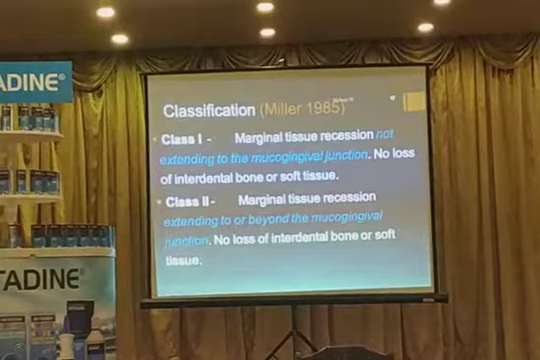 ADINE®
Classification (Miller 1985)
• Class I - Marginal tissue recession not
extending to the mucogingival junction. No loss
of interdental bone or soft tissue.
• Class II - Marginal tissue recession
extending to or beyond the mucogingival
junction. No loss of interdental bone or soft
tissue.
TADINE®